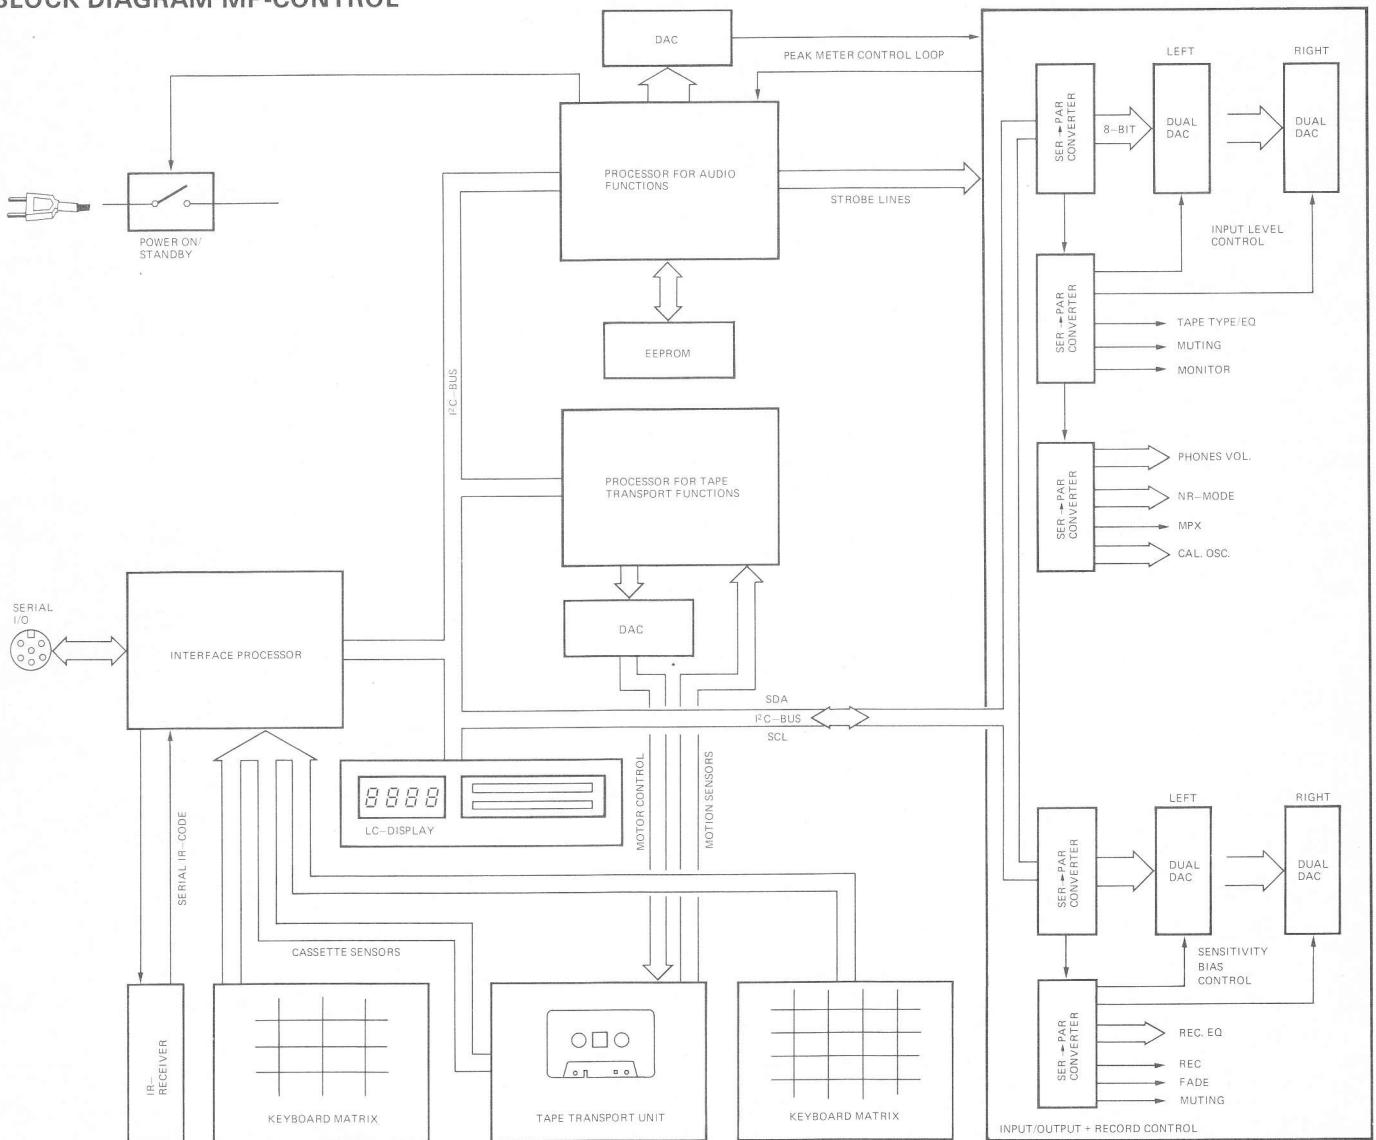 BLOCK DIAGRAM MP-CONTROL
DAC
PEAK METER CONTROL LOOP
PROCESSOR FOR AUDIO
FUNCTIONS
STROBE LINES
POWER ON/
STANDBY
EEPROM
I²C-BUS
PROCESSOR FOR TAPE
TRANSPORT FUNCTIONS
DAC
SERIAL
I/O
INTERFACE PROCESSOR
SDA
I²C-BUS
SCL
8888
LC-DISPLAY
MOTOR CONTROL
MOTION SENSORS
SERIAL IR-CODE
CASSETTE SENSORS
IR-
RECEIVER
KEYBOARD MATRIX
TAPE TRANSPORT UNIT
KEYBOARD MATRIX
LEFT
RIGHT
SER→PAR
CONVERTER
8-BIT
DUAL
DAC
DUAL
DAC
INPUT LEVEL
CONTROL
SER→PAR
CONVERTER
TAPE TYPE/EQ
MUTING
MONITOR
SER→PAR
CONVERTER
PHONES VOL.
NR-MODE
MPX
CAL. OSC.
LEFT
RIGHT
SER→PAR
CONVERTER
DUAL
DAC
DUAL
DAC
SENSITIVITY
BIAS
CONTROL
SER→PAR
CONVERTER
REC. EQ
REC
FADE
MUTING
INPUT/OUTPUT + RECORD CONTROL